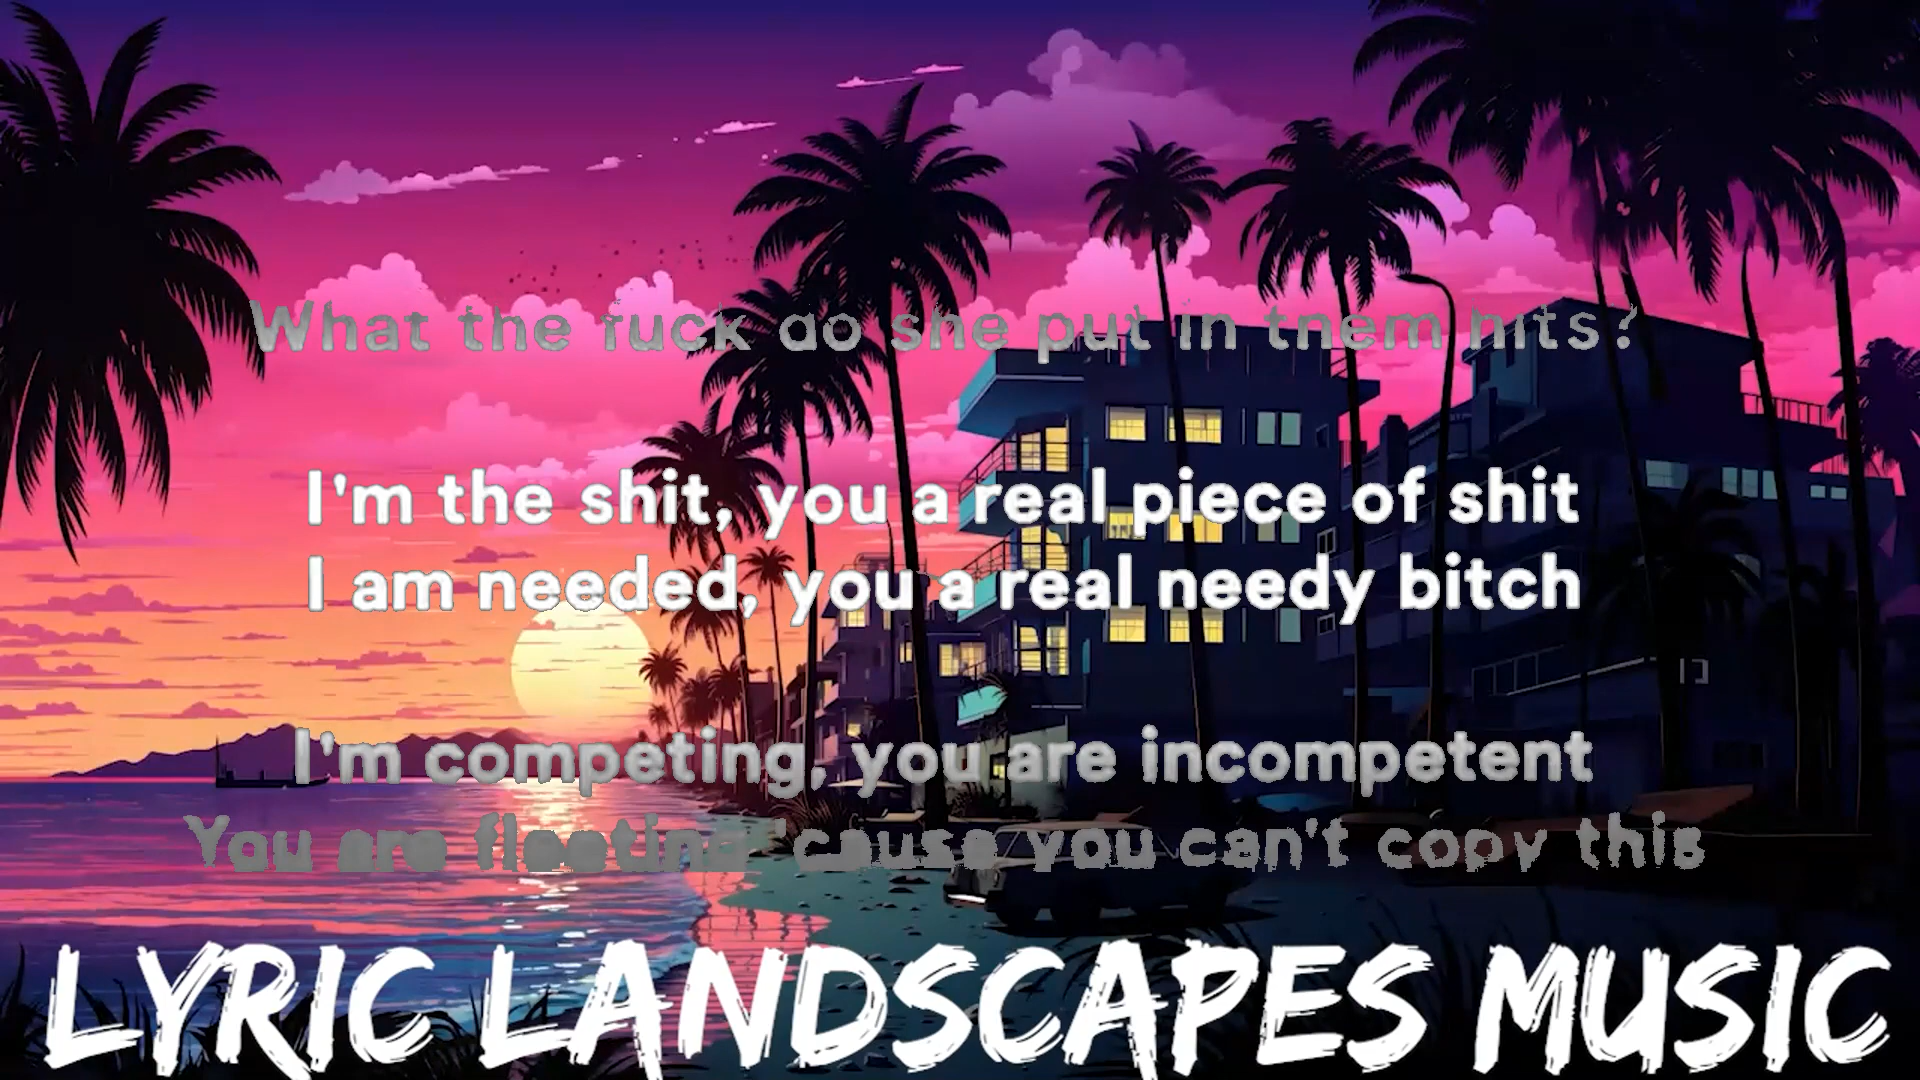 What the fuck do she put in them hits?
I'm the shit, you a real piece of shit
I am needed, you a real needy bitch
I'm competing, you are incompetent
You are fleeting 'cause you can't copy this
LYRIC LANDSCAPES MUSIC